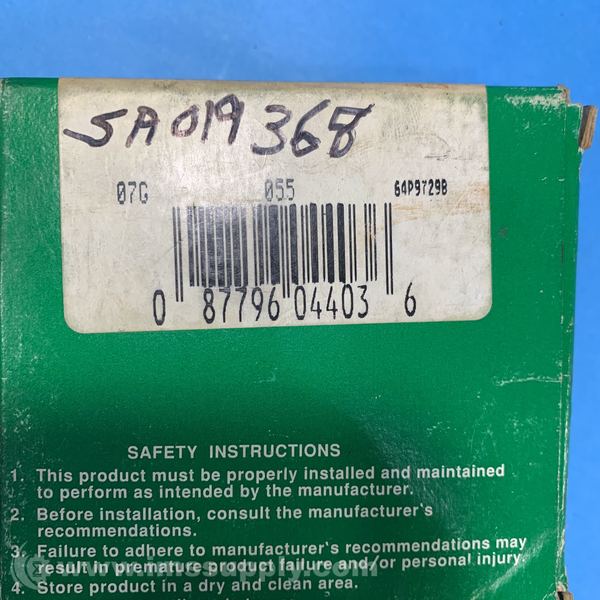 SA019368
07G 055 64P9729B
0 87796 04403 6
SAFETY INSTRUCTIONS
1. This product must be properly installed and maintained
to perform as intended by the manufacturer.
2. Before installation, consult the manufacturer's
recommendations.
3. Failure to adhere to manufacturer's recommendations may
result in premature product failure and/or personal injury.
4. Store product in a dry and clean area.